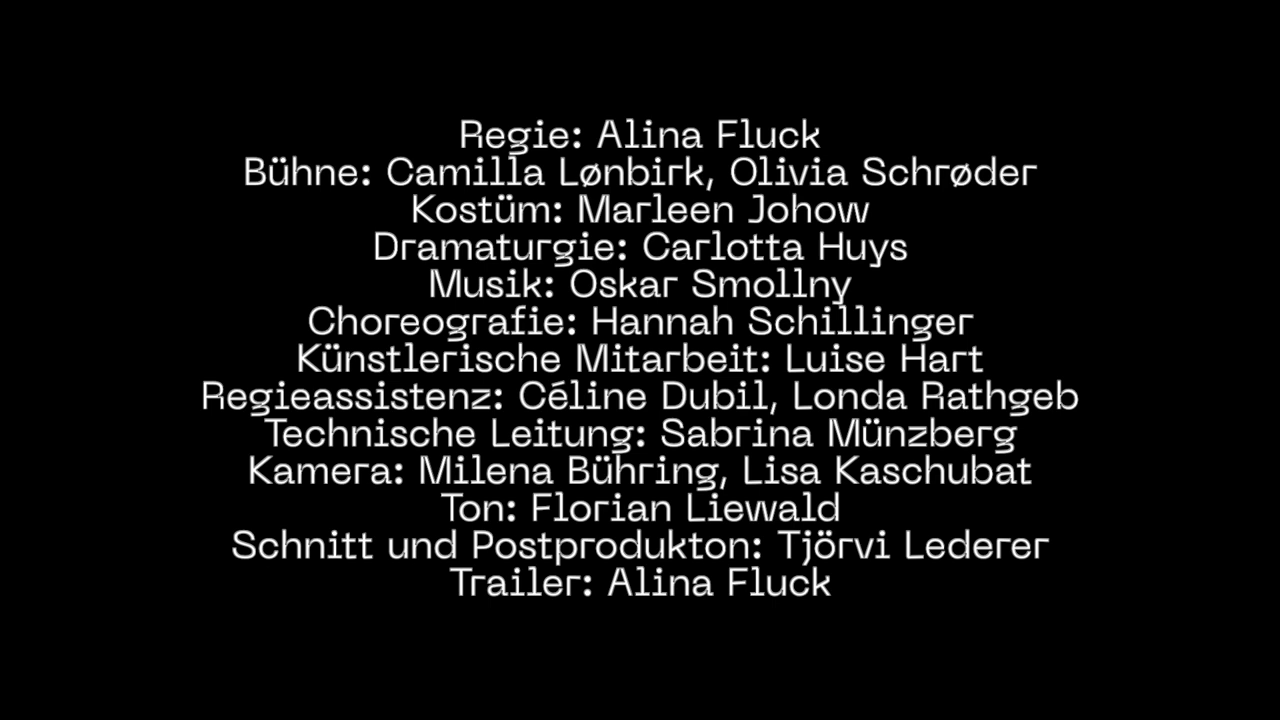 Regie: Alina Fluck
Bühne: Camilla Lønbirk, Olivia Schrøder
Kostüm: Marleen Johow
Dramaturgie: Carlotta Huys
Musik: Oskar Smollny
Choreografie: Hannah Schillinger
Künstlerische Mitarbeit: Luise Hart
Regieassistenz: Céline Dubil, Londa Rathgeb
Technische Leitung: Sabrina Münzberg
Kamera: Milena Bühring, Lisa Kaschubat
Ton: Florian Liewald
Schnitt und Postprodukton: Tjörvi Lederer
Trailer: Alina Fluck